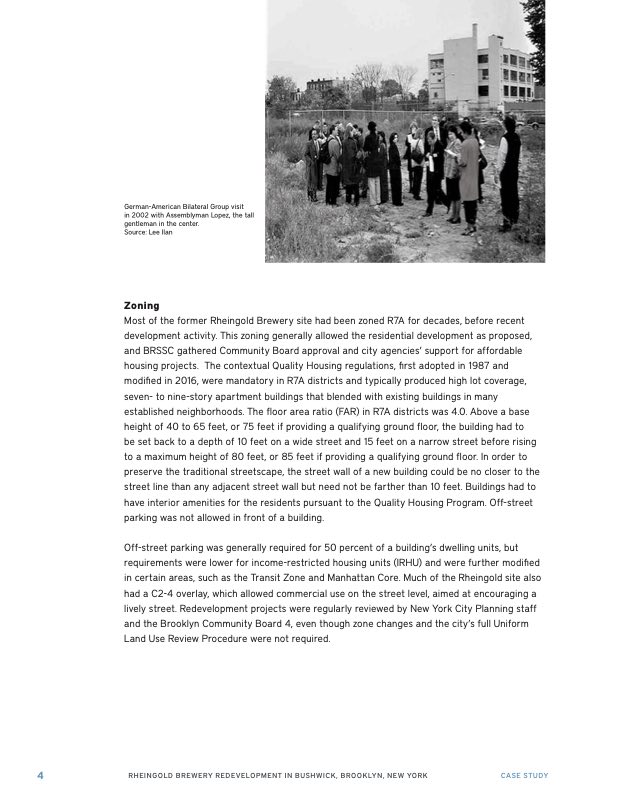 German-American Bilateral Group visit
in 2002 with Assemblyman Lopez, the tall
gentleman in the center.
Source: Lee Ilan
Zoning
Most of the former Rheingold Brewery site had been zoned R7A for decades, before recent
development activity. This zoning generally allowed the residential development as proposed,
and BRSSC gathered Community Board approval and city agencies’ support for affordable
housing projects.  The contextual Quality Housing regulations, first adopted in 1987 and
modified in 2016, were mandatory in R7A districts and typically produced high lot coverage,
seven- to nine-story apartment buildings that blended with existing buildings in many
established neighborhoods. The floor area ratio (FAR) in R7A districts was 4.0. Above a base
height of 40 to 65 feet, or 75 feet if providing a qualifying ground floor, the building had to
be set back to a depth of 10 feet on a wide street and 15 feet on a narrow street before rising
to a maximum height of 80 feet, or 85 feet if providing a qualifying ground floor. In order to
preserve the traditional streetscape, the street wall of a new building could be no closer to the
street line than any adjacent street wall but need not be farther than 10 feet. Buildings had to
have interior amenities for the residents pursuant to the Quality Housing Program. Off-street
parking was not allowed in front of a building.
Off-street parking was generally required for 50 percent of a building’s dwelling units, but
requirements were lower for income-restricted housing units (IRHU) and were further modified
in certain areas, such as the Transit Zone and Manhattan Core. Much of the Rheingold site also
had a C2-4 overlay, which allowed commercial use on the street level, aimed at encouraging a
lively street. Redevelopment projects were regularly reviewed by New York City Planning staff
and the Brooklyn Community Board 4, even though zone changes and the city’s full Uniform
Land Use Review Procedure were not required.
4 RHEINGOLD BREWERY REDEVELOPMENT IN BUSHWICK, BROOKLYN, NEW YORK CASE STUDY